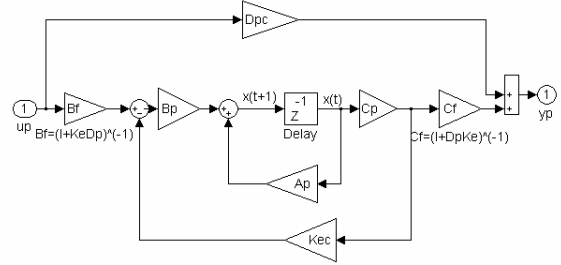 Dpc
1
up
Bf
Bf=(I+KeDp)^(-1)
+
-
Bp
+
+
x(t+1)
-1
Z
Delay
x(t)
Cp
Cf
Cf=(I+DpKe)^(-1)
+
+
1
yp
Ap
Kec